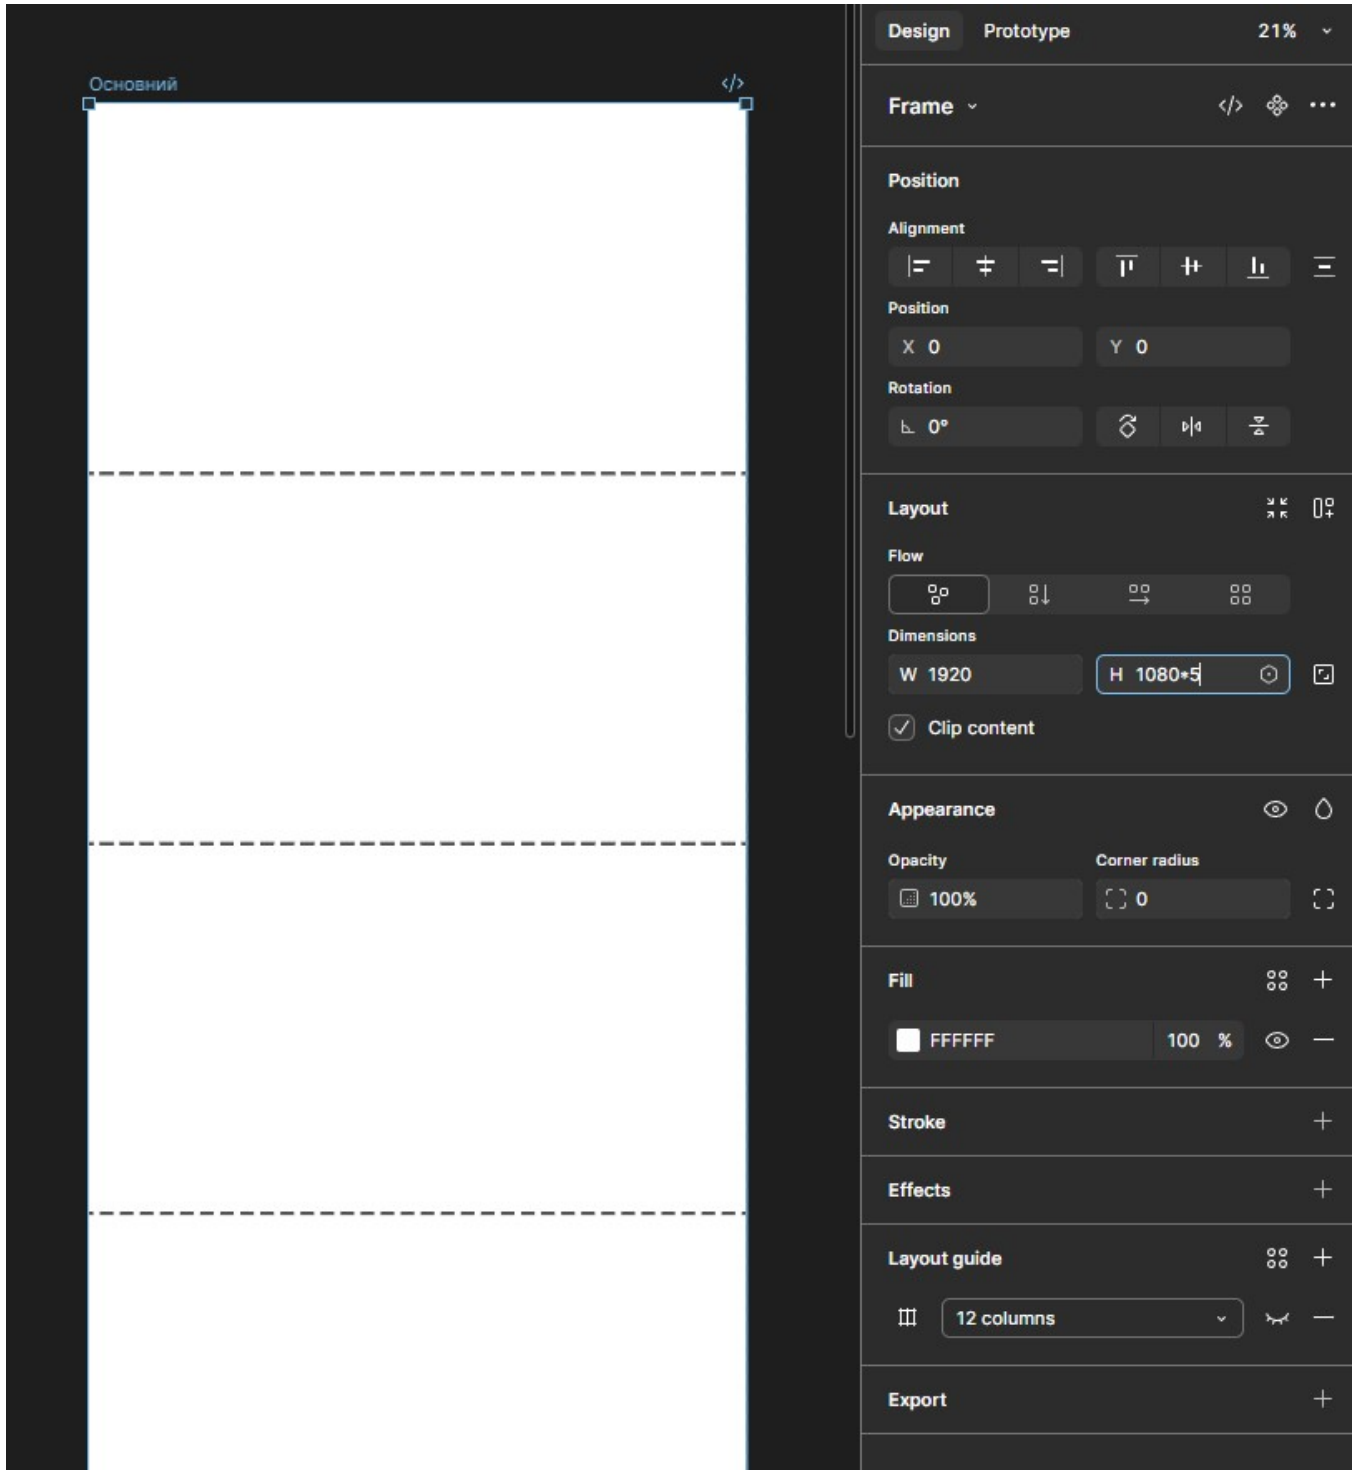 Design Prototype 21%
Основний </>
Frame
Position
Alignment
Position
X 0 Y 0
Rotation
0°
Layout
Flow
Dimensions
W 1920 H 1080*5
Clip content
Appearance
Opacity Corner radius
100% 0
Fill
FFFFFF 100 %
Stroke
Effects
Layout guide
12 columns
Export